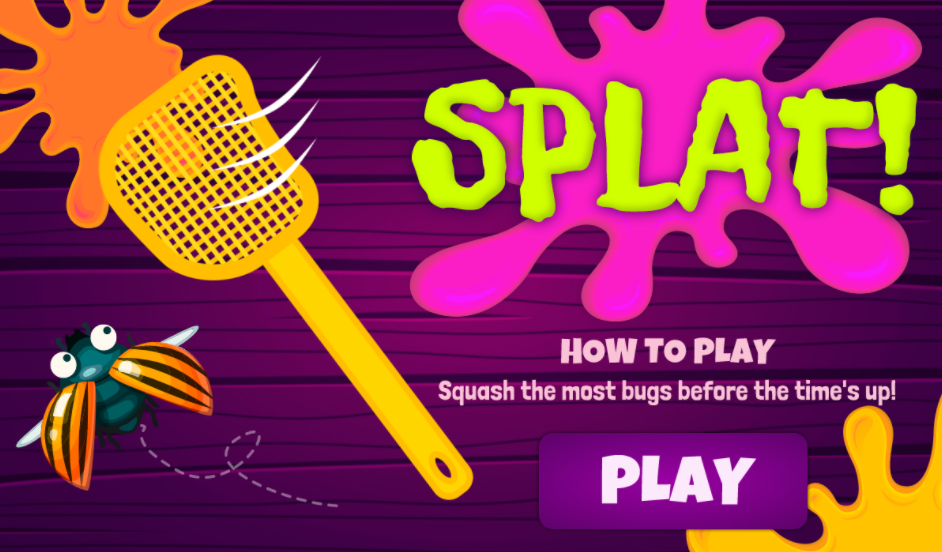 SPLAT!
HOW TO PLAY
Squash the most bugs before the time's up!
PLAY